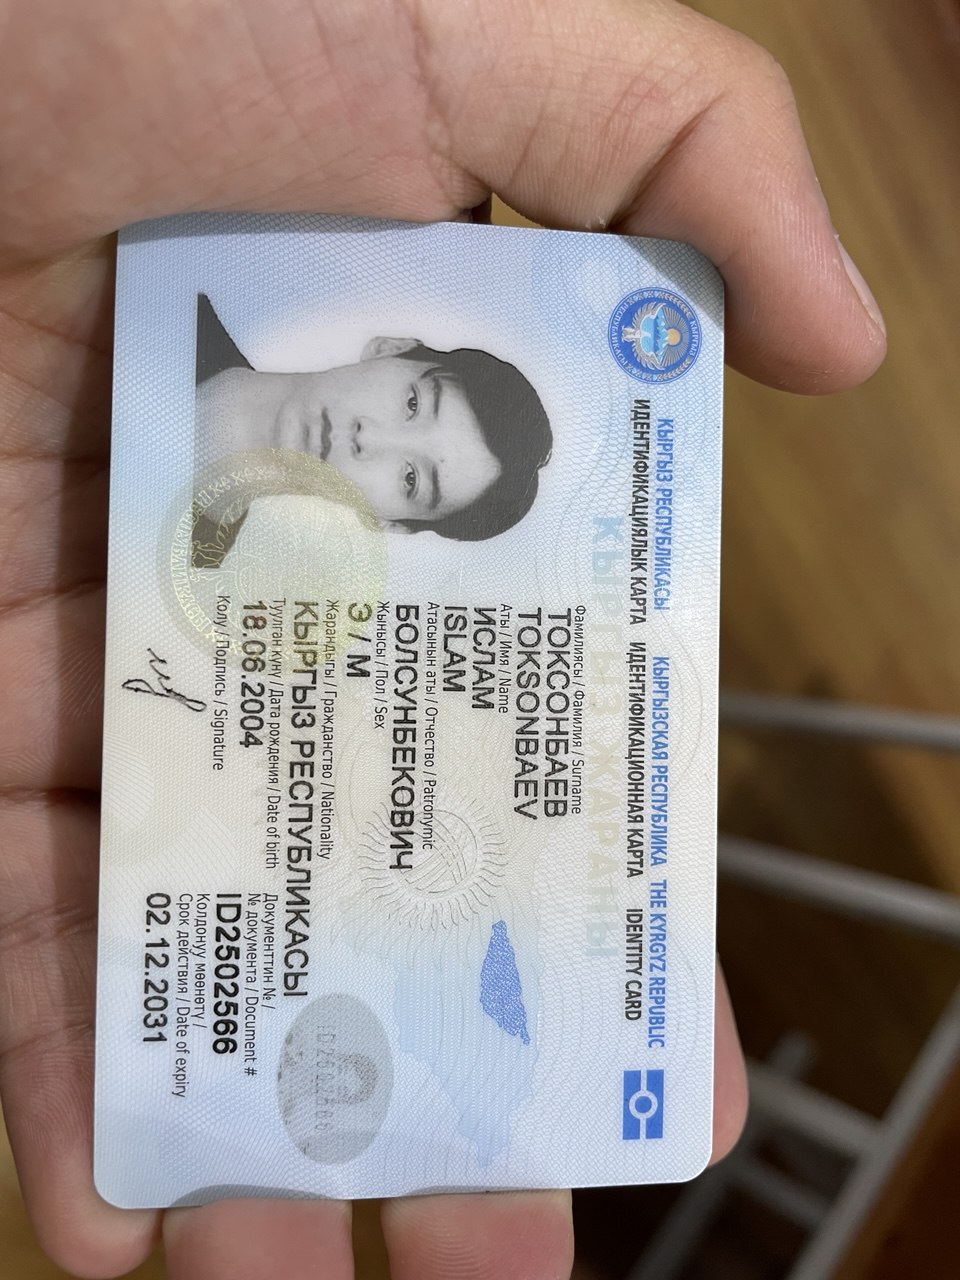 КЫРГЫЗ РЕСПУБЛИКАСЫ КЫРГЫЗСКАЯ РЕСПУБЛИКА THE KYRGYZ REPUBLIC
ИДЕНТИФИКАЦИЯЛЫК КАРТА ИДЕНТИФИКАЦИОННАЯ КАРТА IDENTITY CARD
КЫРГЫЗ ЖАРАНЫ
Фамилиясы / Фамилия / Surname
ТОКСОНБАЕВ
TOKSONBAEV
Аты / Имя / Name
ИСЛАМ
ISLAM
Атасынын аты / Отчество / Patronymic
БОЛСУНБЕКОВИЧ
Жынысы / Пол / Sex
Э / М
Жарандыгы / Гражданство / Nationality
КЫРГЫЗ РЕСПУБЛИКАСЫ
Туулган күнү / Дата рождения / Date of birth
18.06.2004
Документтин № /
№ документа / Document #
ID2502566
Колу / Подпись / Signature
Колдонуу мөөнөтү /
Срок действия / Date of expiry
02.12.2031